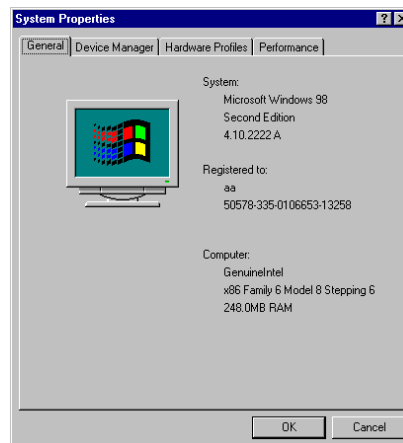 System Properties
General
Device Manager
Hardware Profiles
Performance
System:
Microsoft Windows 98
Second Edition
4.10.2222 A
Registered to:
aa
50578-335-0106653-13258
Computer:
GenuineIntel
x86 Family 6 Model 8 Stepping 6
248.0MB RAM
OK
Cancel